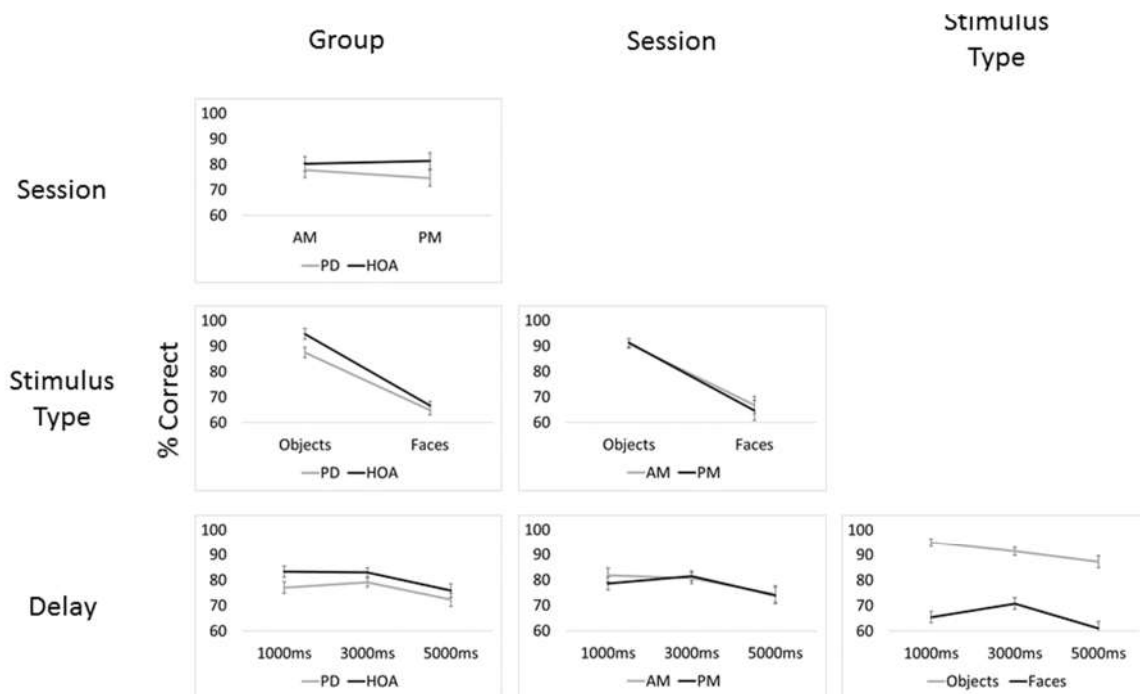 Group
Session
Stimulus
Type
Session
100
90
80
70
60
AM PM
PD HOA
Stimulus
Type
% Correct
100
90
80
70
60
Objects Faces
PD HOA
100
90
80
70
60
Objects Faces
AM PM
Delay
100
90
80
70
60
1000ms 3000ms 5000ms
PD HOA
100
90
80
70
60
1000ms 3000ms 5000ms
AM PM
100
90
80
70
60
1000ms 3000ms 5000ms
Objects Faces